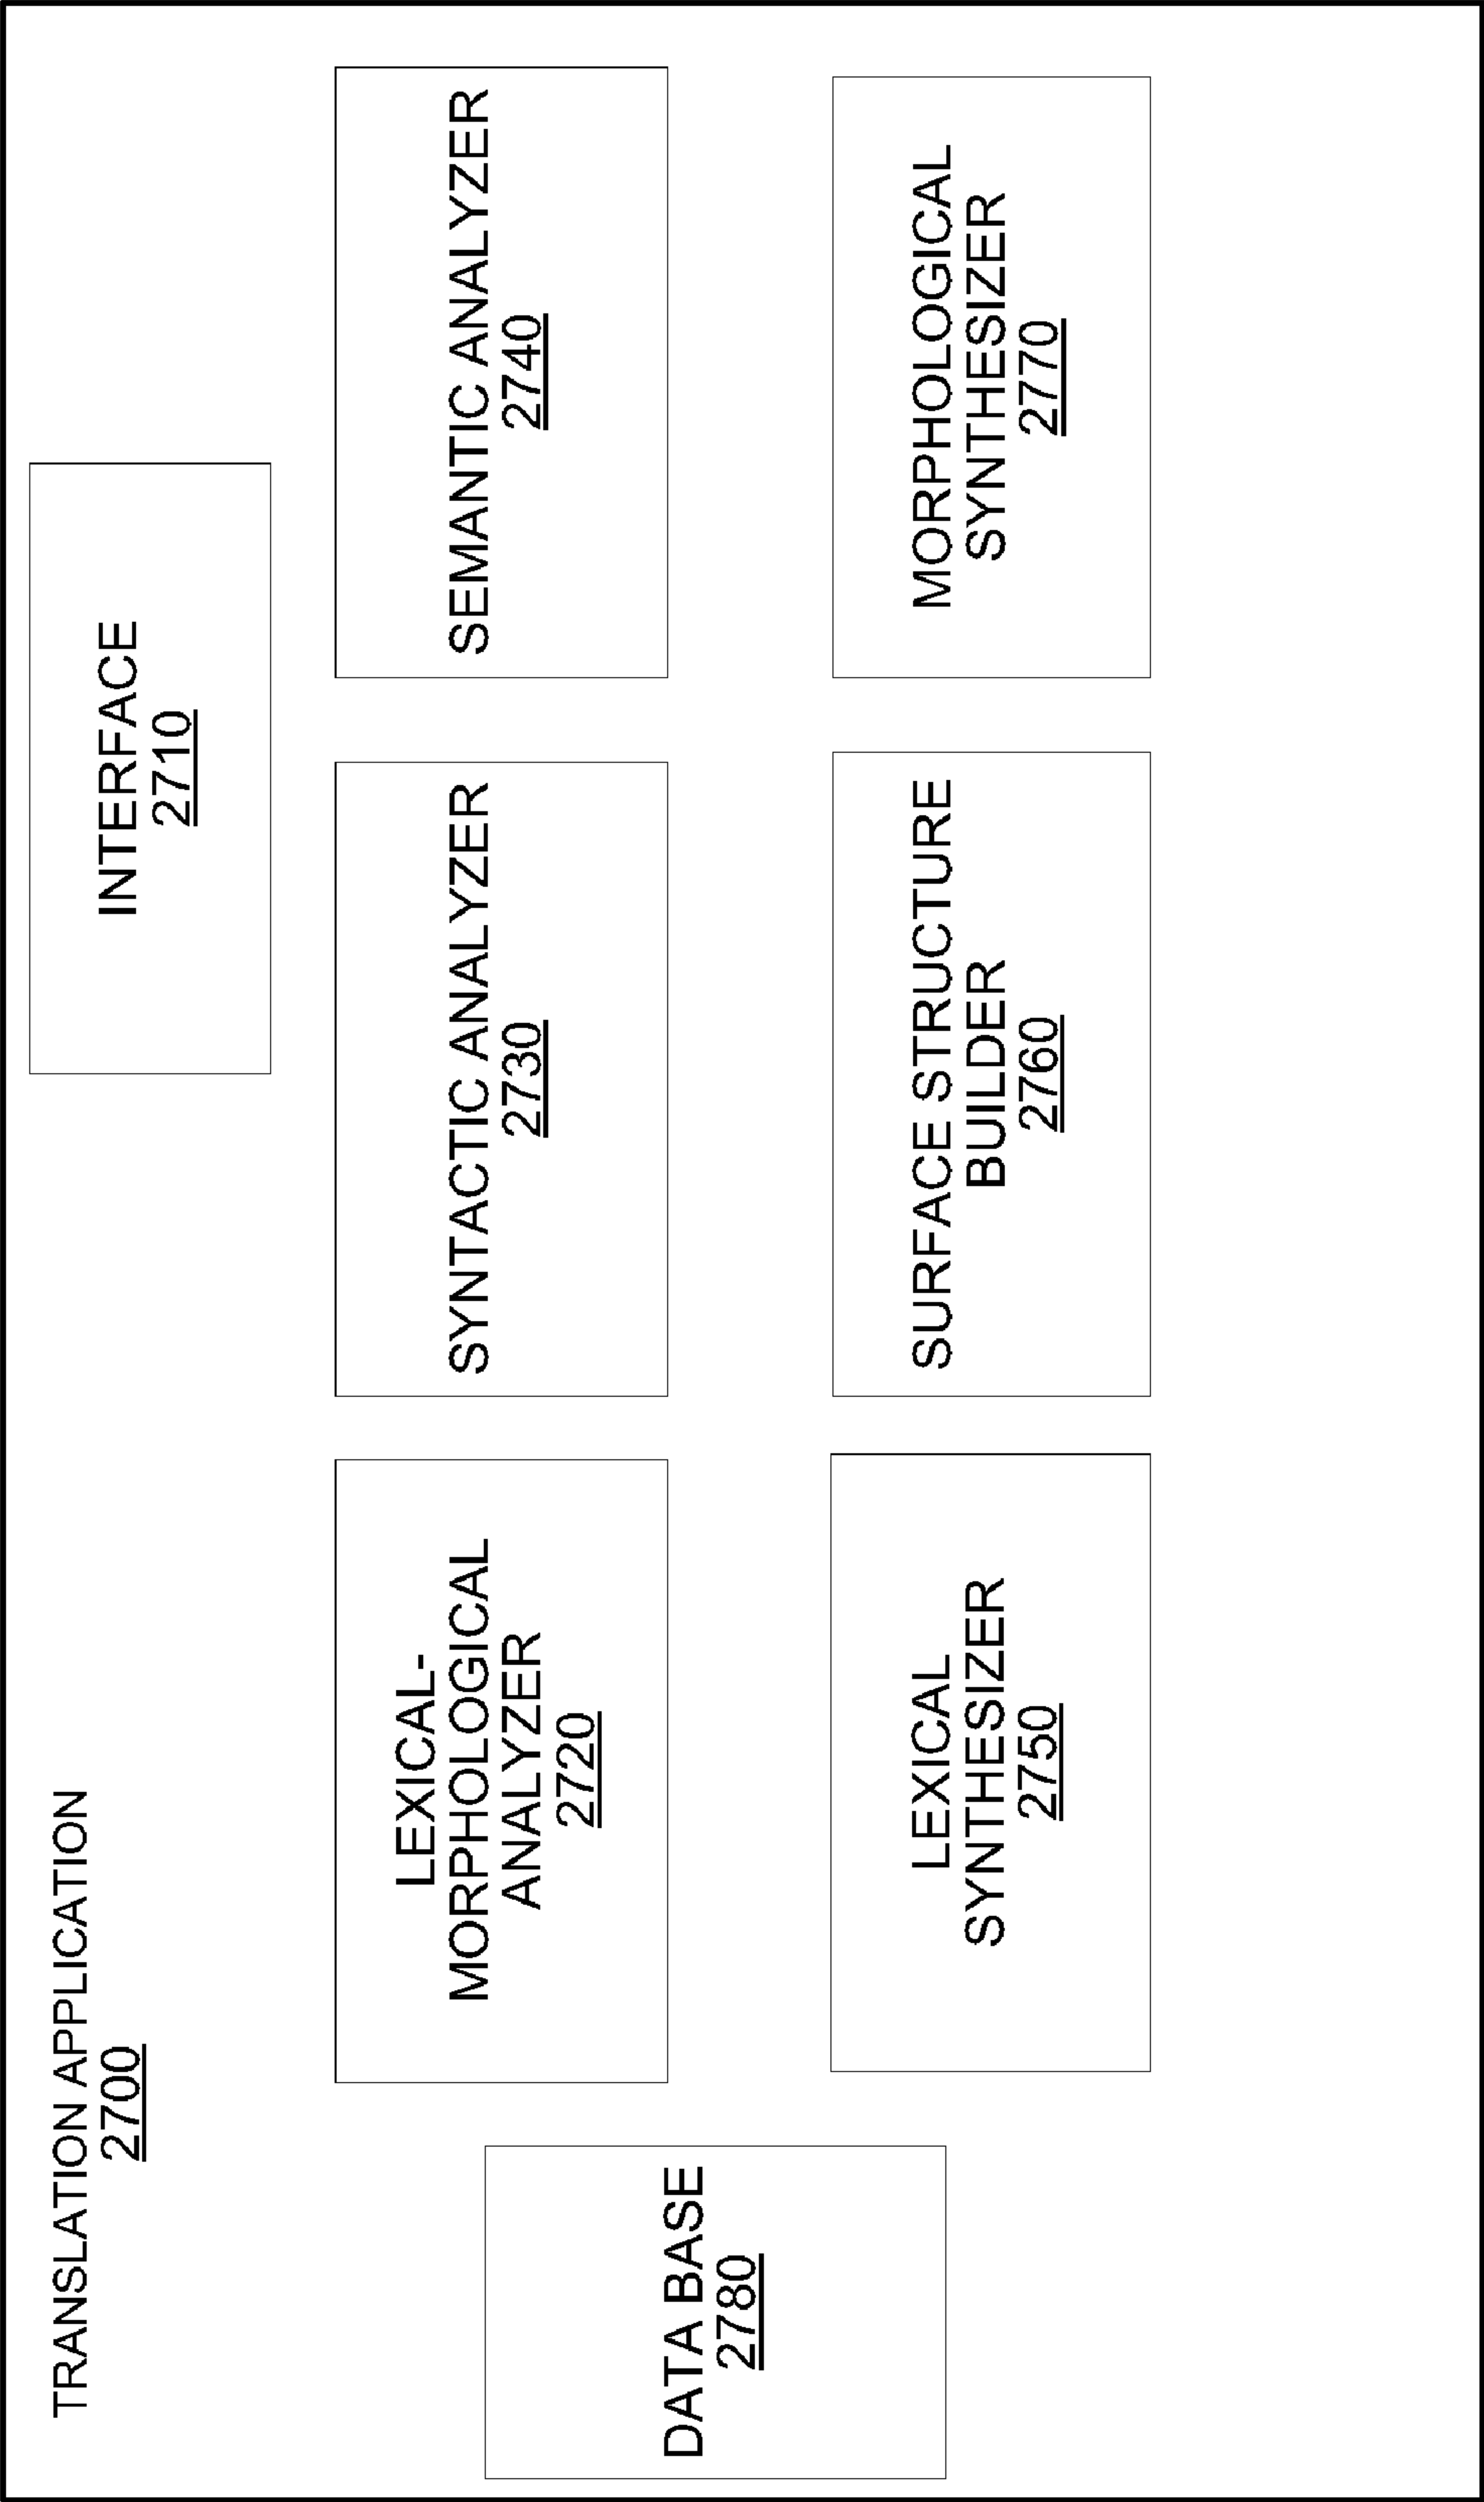 TRANSLATION APPLICATION
2700
INTERFACE
2710
LEXICAL-
MORPHOLOGICAL
ANALYZER
2720
SYNTACTIC ANALYZER
2730
SEMANTIC ANALYZER
2740
DATA BASE
2780
LEXICAL
SYNTHESIZER
2750
SURFACE STRUCTURE
BUILDER
2760
MORPHOLOGICAL
SYNTHESIZER
2770